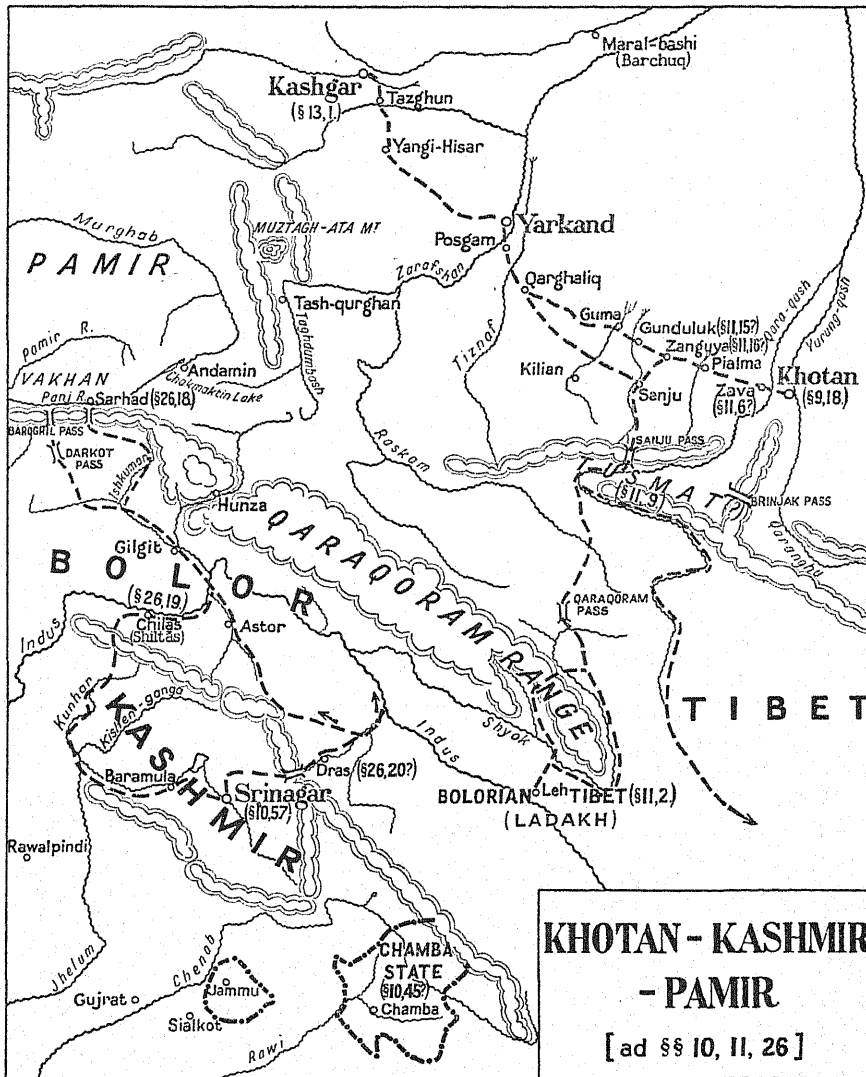 Maral-bashi
(Barchuq)
Kashgar
(§ 13, 1.)
Tazghun
Yangi-Hisar
Murghab
MUZTAGH-ATA Mᵀ
Yarkand
Posgam
PAMIR
Zarafshan
Qarghaliq
Tash-qurghan
Taghdumbash
Tiznaf
Guma
Gunduluk (§11,15?)
Zanguya (§11,16?)
Qara-qash
Yurung-qash
Pamir R.
Andamin
Chakmaktin Lake
Kilian
Pialma
Khotan
(§9,18.)
Zava
(§11,6?)
Sanju
VAKHAN
Panj R.
Sarhad (§26,18.)
BAROGHIL PASS
DARKOT
PASS
Ishkuman
Raskam
SANJU PASS
SMAT?
(§11,9)
BRINJAK PASS
Qaranghu
Hunza
QARAQORAM RANGE
Gilgit
BOLOR
(§26,19.)
Chilas
(Shiltas)
Astor
QARAQORAM
PASS
Indus
TIBET
Kunhar
Kishen-ganga
KASHMIR
Indus
Shyok
Baramula
Srinagar
(§10,57)
Dras (§26,20?)
BOLORIAN TIBET (§11,2.)
Leh
(LADAKH)
Rawalpindi
Jhelum
Chenab
CHAMBA
STATE
(§10,45?)
Chamba
Jammu
Gujrat
Sialkot
Rawi
KHOTAN - KASHMIR
- PAMIR
[ad §§ 10, 11, 26]